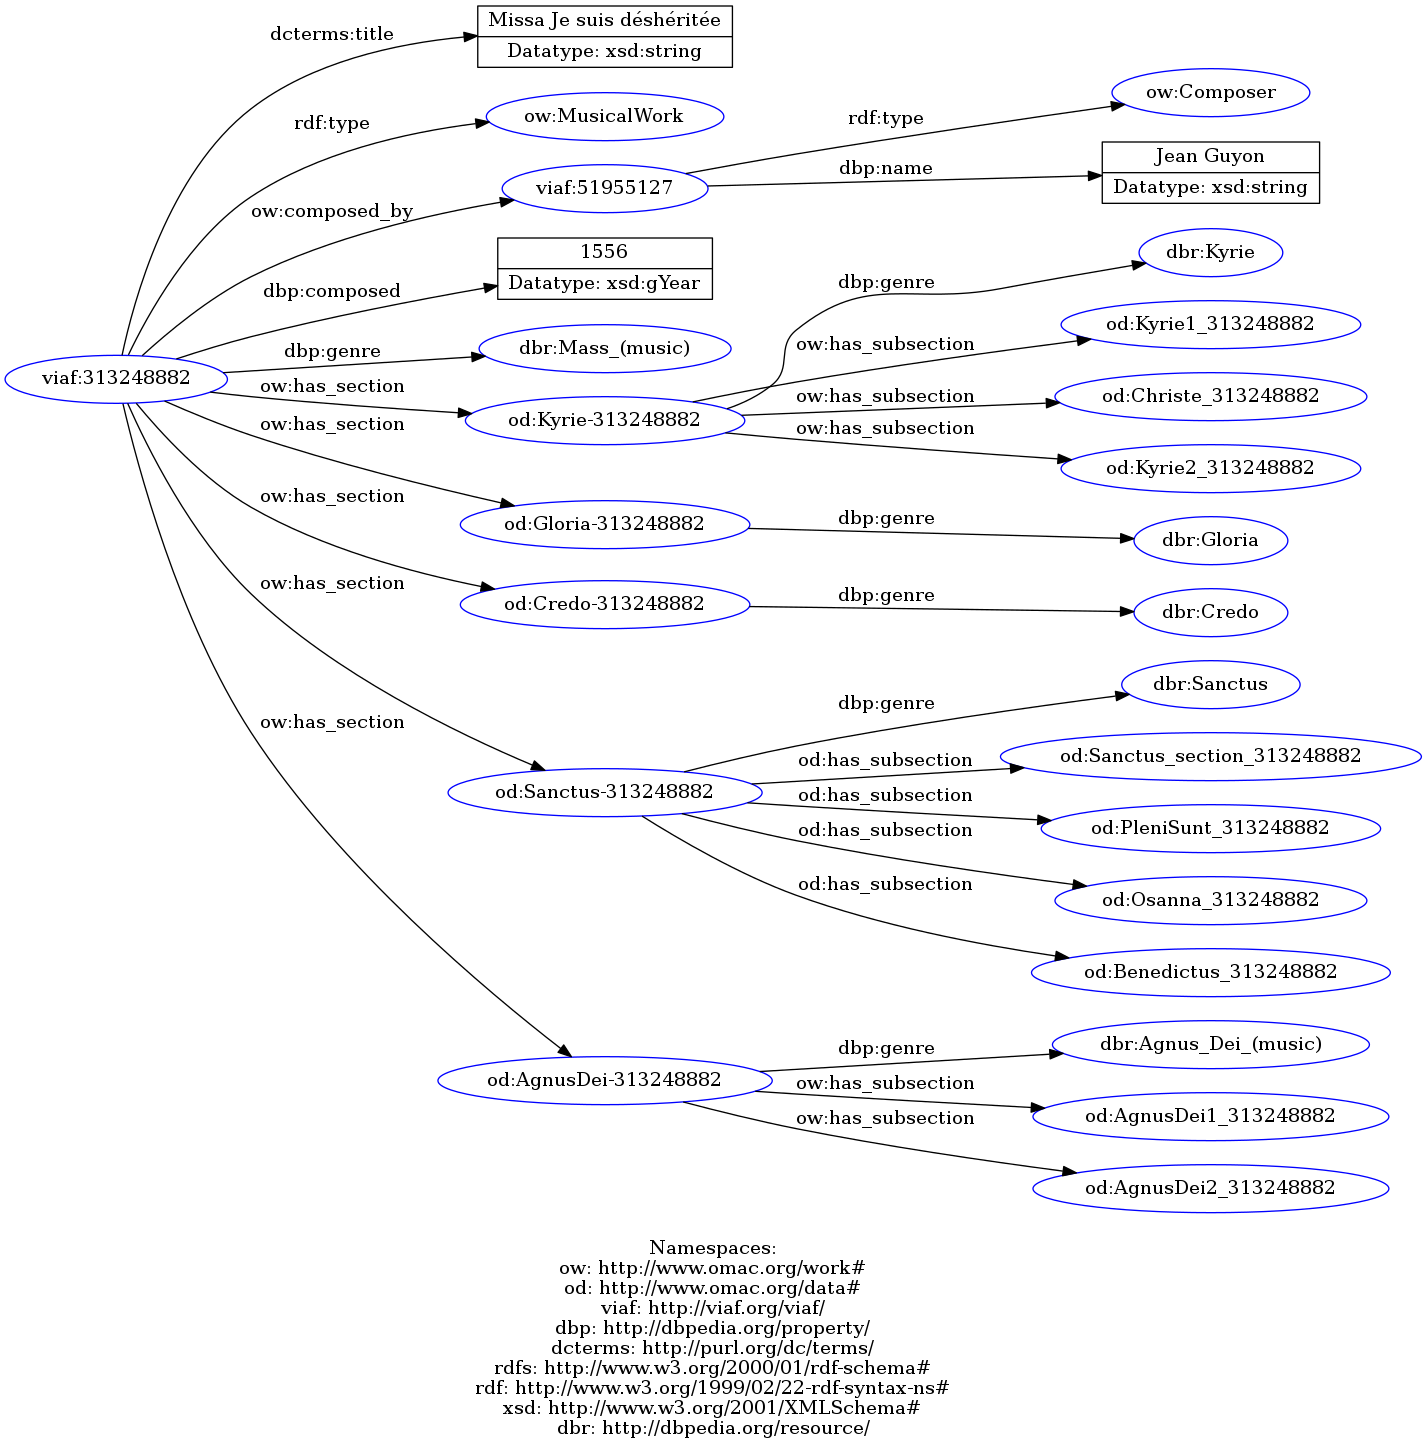 dcterms:title
Missa Je suis déshéritée
Datatype: xsd:string
rdf:type
ow:MusicalWork
ow:composed_by
viaf:51955127
rdf:type
ow:Composer
dbp:name
Jean Guyon
Datatype: xsd:string
dbp:composed
1556
Datatype: xsd:gYear
viaf:313248882
dbp:genre
dbr:Mass_(music)
ow:has_section
od:Kyrie-313248882
dbp:genre
dbr:Kyrie
ow:has_subsection
od:Kyrie1_313248882
ow:has_subsection
od:Christe_313248882
ow:has_subsection
od:Kyrie2_313248882
ow:has_section
od:Gloria-313248882
dbp:genre
dbr:Gloria
ow:has_section
od:Credo-313248882
dbp:genre
dbr:Credo
ow:has_section
od:Sanctus-313248882
dbp:genre
dbr:Sanctus
od:has_subsection
od:Sanctus_section_313248882
od:has_subsection
od:PleniSunt_313248882
od:has_subsection
od:Osanna_313248882
od:has_subsection
od:Benedictus_313248882
ow:has_section
od:AgnusDei-313248882
dbp:genre
dbr:Agnus_Dei_(music)
ow:has_subsection
od:AgnusDei1_313248882
ow:has_subsection
od:AgnusDei2_313248882
Namespaces:
ow: http://www.omac.org/work#
od: http://www.omac.org/data#
viaf: http://viaf.org/viaf/
dbp: http://dbpedia.org/property/
dcterms: http://purl.org/dc/terms/
rdfs: http://www.w3.org/2000/01/rdf-schema#
rdf: http://www.w3.org/1999/02/22-rdf-syntax-ns#
xsd: http://www.w3.org/2001/XMLSchema#
dbr: http://dbpedia.org/resource/